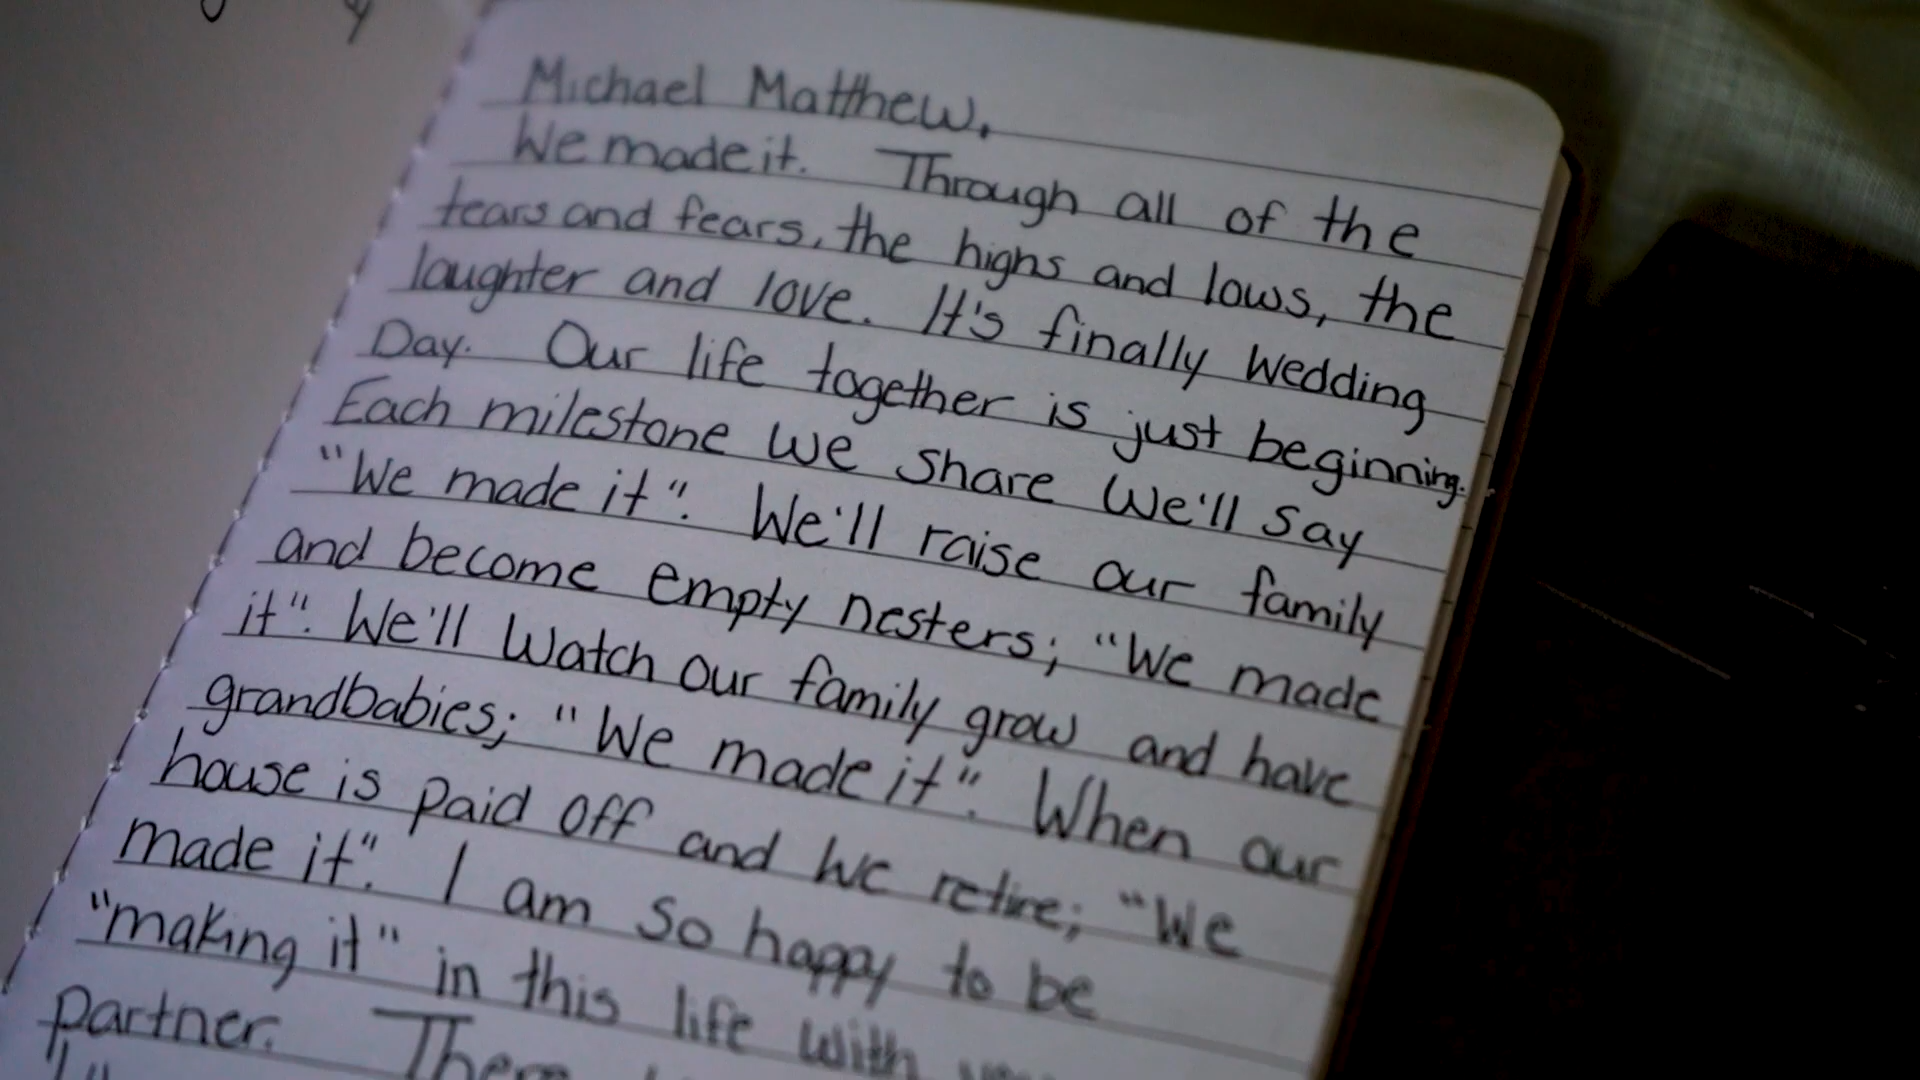 Michael Matthew,
We made it. Through all of the
tears and fears, the highs and lows, the
laughter and love. It's finally Wedding
Day. Our life together is just beginning.
Each milestone we share We'll say
"We made it". We'll raise our family
and become empty nesters; "We made
it". We'll watch our family grow and have
grandbabies; "We made it". When our
house is paid off and we retire; "We
made it". I am so happy to be
"making it" in this life with
partner.